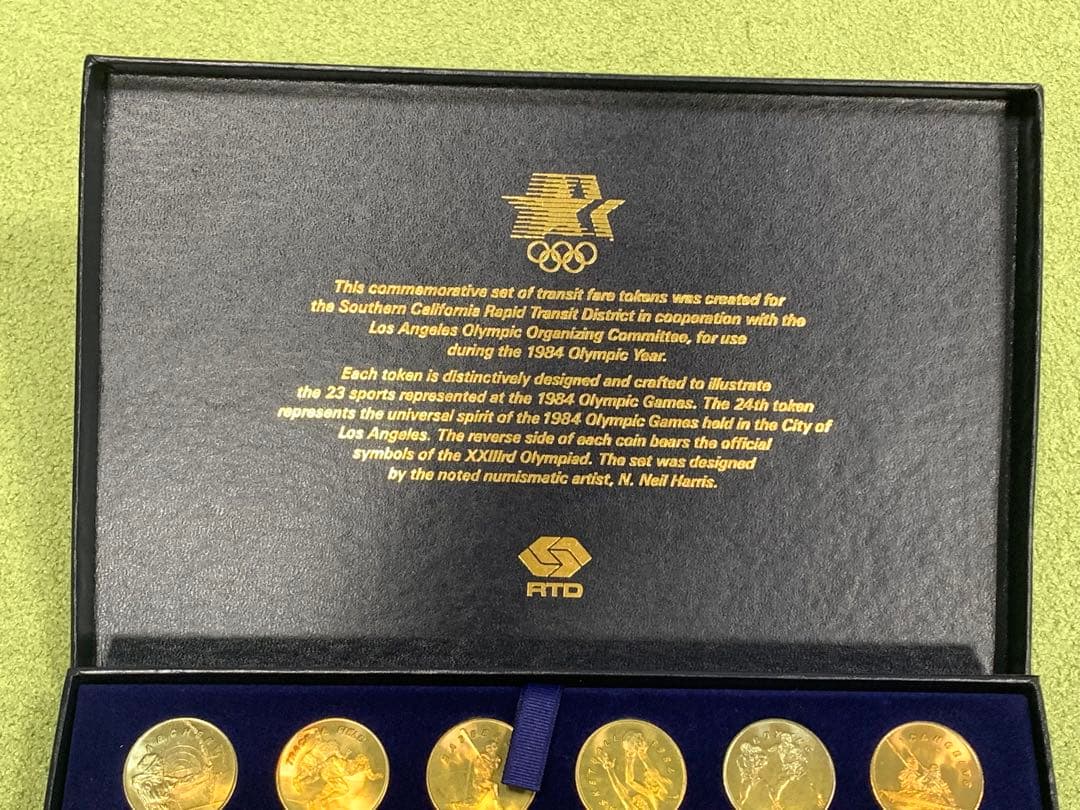 This commemorative set of transit fare tokens was created for
the Southern California Rapid Transit District in cooperation with the
Los Angeles Olympic Organizing Committee, for use
during the 1984 Olympic Year.
Each token is distinctively designed and crafted to illustrate
the 23 sports represented at the 1984 Olympic Games. The 24th token
represents the universal spirit of the 1984 Olympic Games held in the City of
Los Angeles. The reverse side of each coin bears the official
symbols of the XXIIIrd Olympiad. The set was designed
by the noted numismatic artist, N. Neil Harris.
RTD
ARCHERY